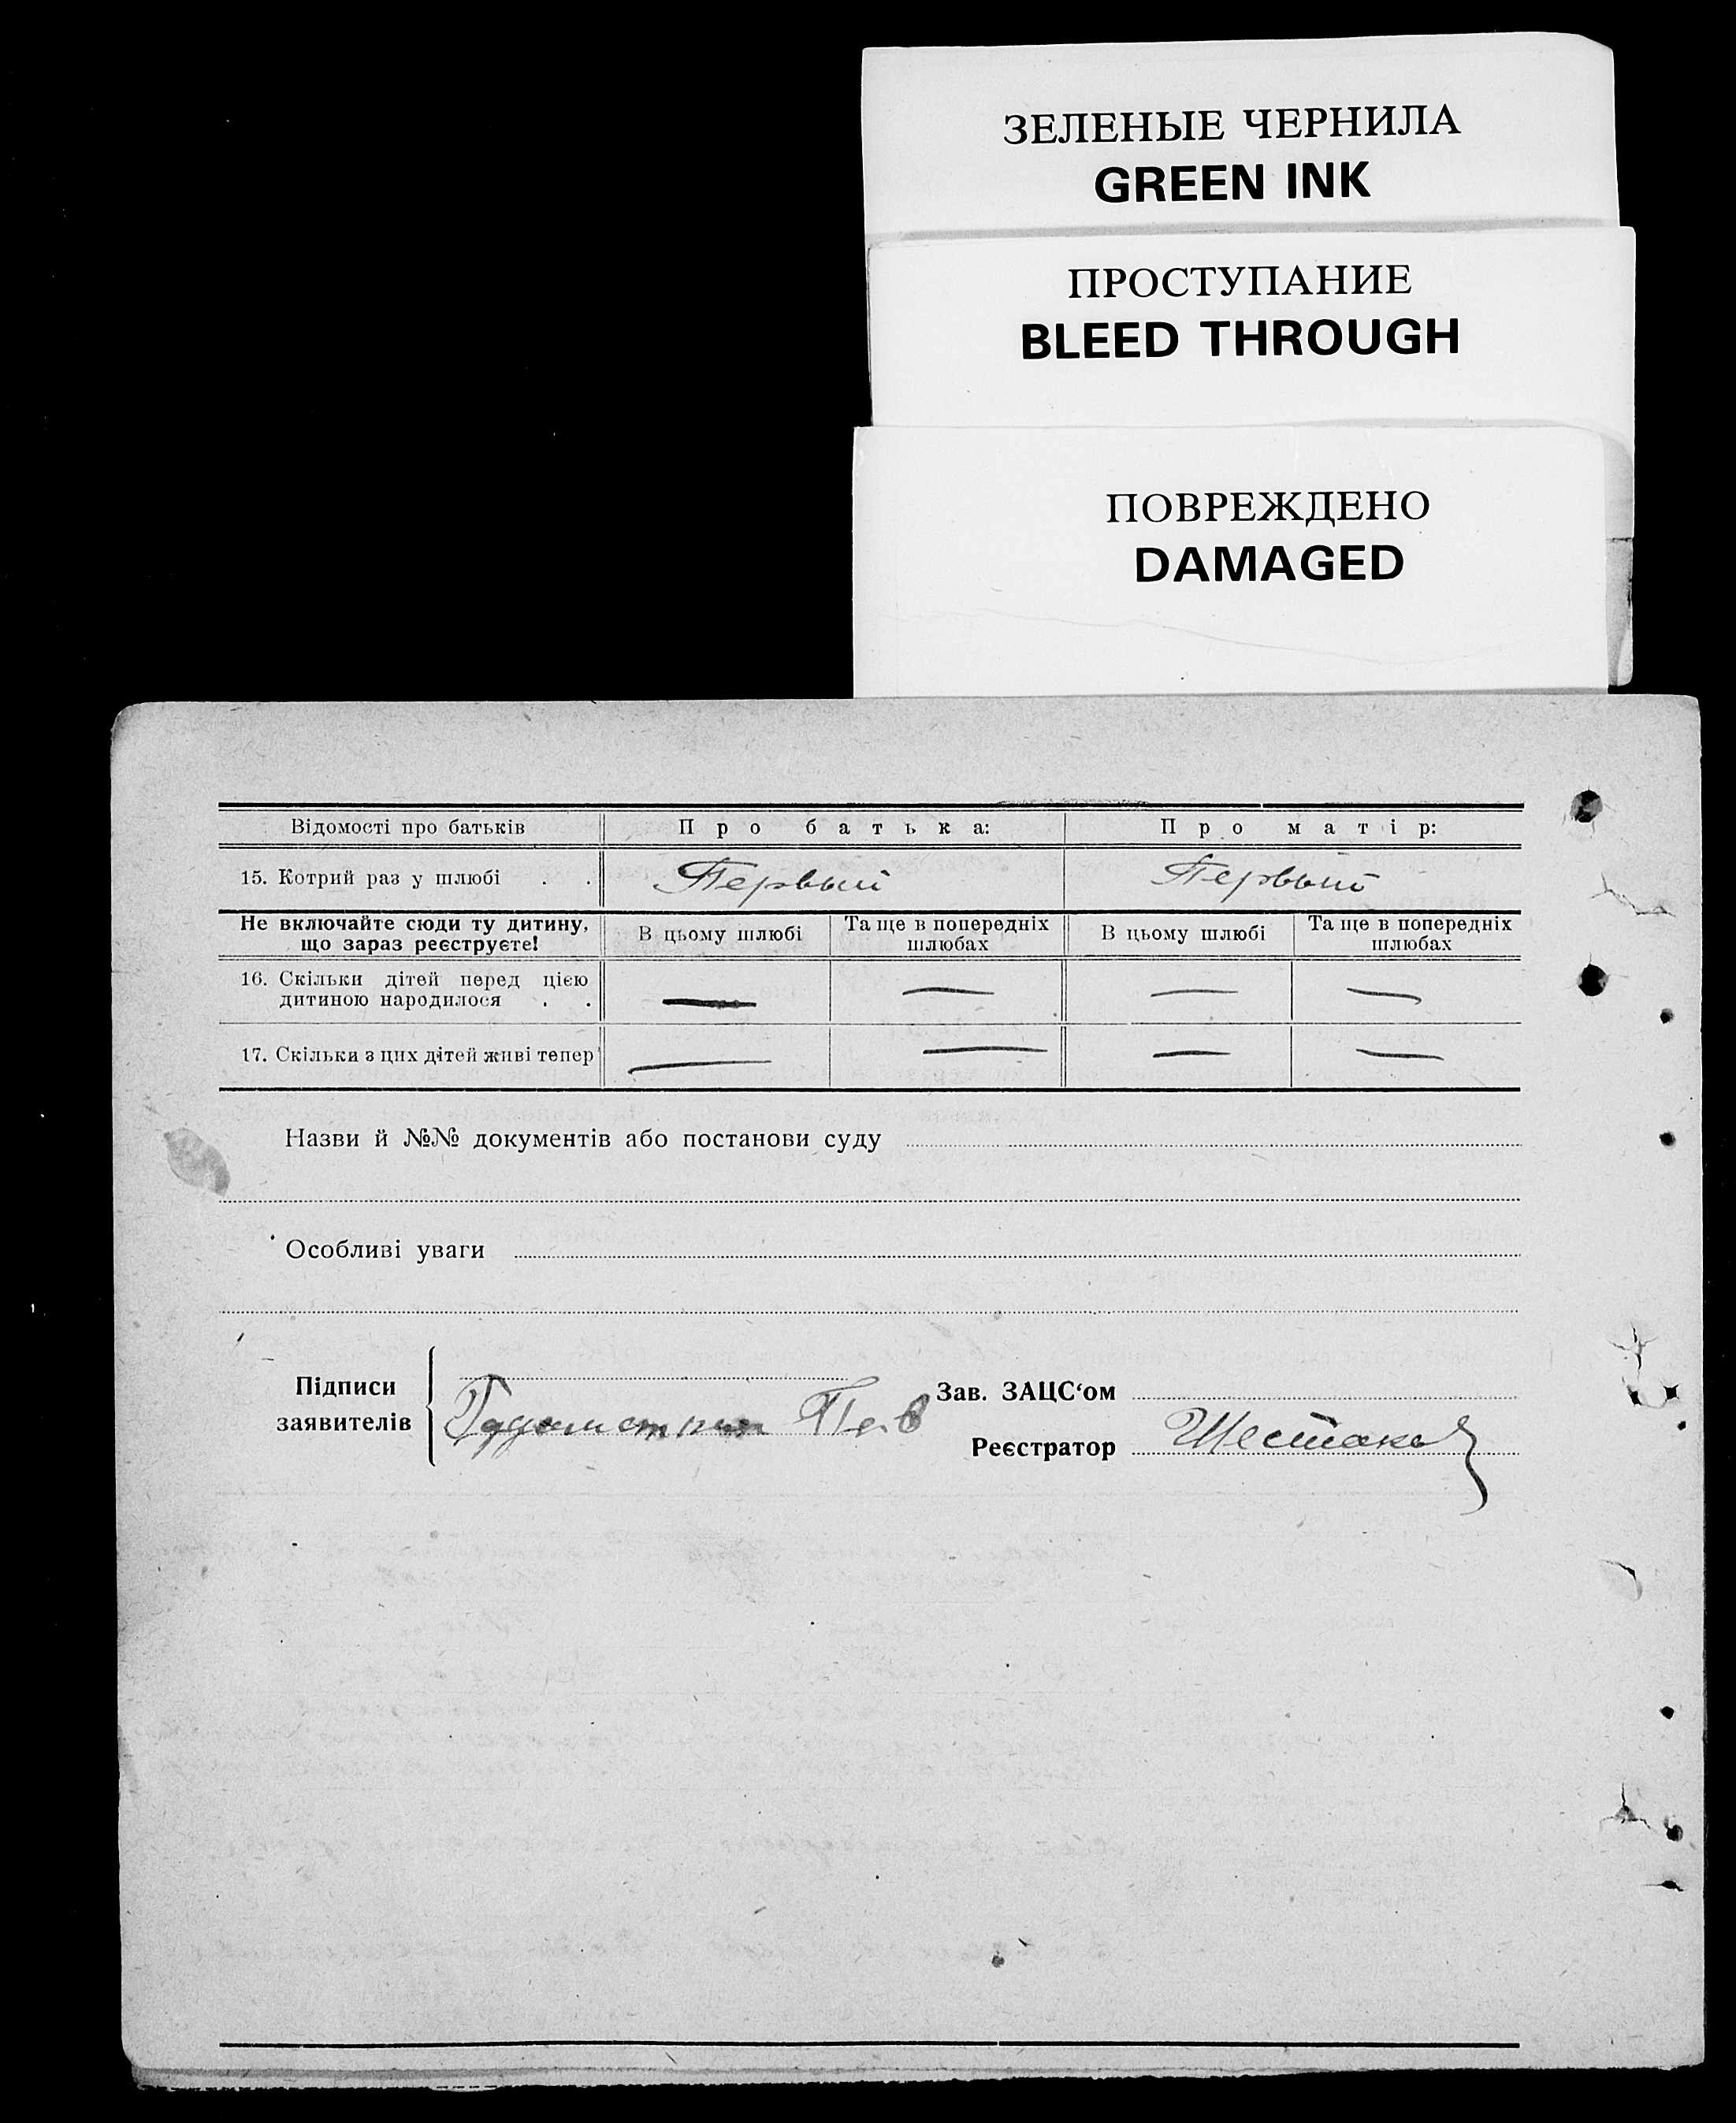 ЗЕЛЕНЫЕ ЧЕРНИЛА
GREEN INK
ПРОСТУПАНИЕ
BLEED THROUGH
ПОВРЕЖДЕНО
DAMAGED
Відомості про батьків Про батька: Про матір:
15. Котрий раз у шлюбі . . Первый Первый
Не включайте сюди ту дитину,
що зараз реєструєте!
В цьому шлюбі
Та ще в попередніх
шлюбах
В цьому шлюбі
Та ще в попередніх
шлюбах
16. Скільки дітей перед цією
дитиною народилося . . — — — —
17. Скільки з цих дітей живі тепер — — — —
Назви й №№ документів або постанови суду
Особливі уваги
Підписи
заявителів
Зав. ЗАЦС‘ом
Реєстратор Шестаков